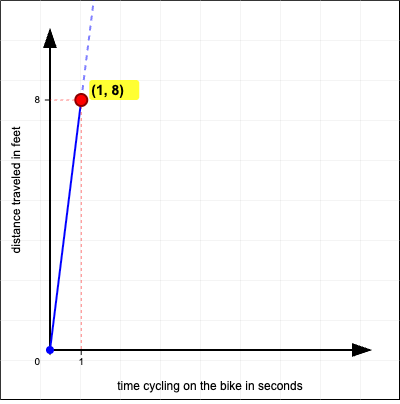 (1, 8)
8
distance traveled in feet
0
1
time cycling on the bike in seconds